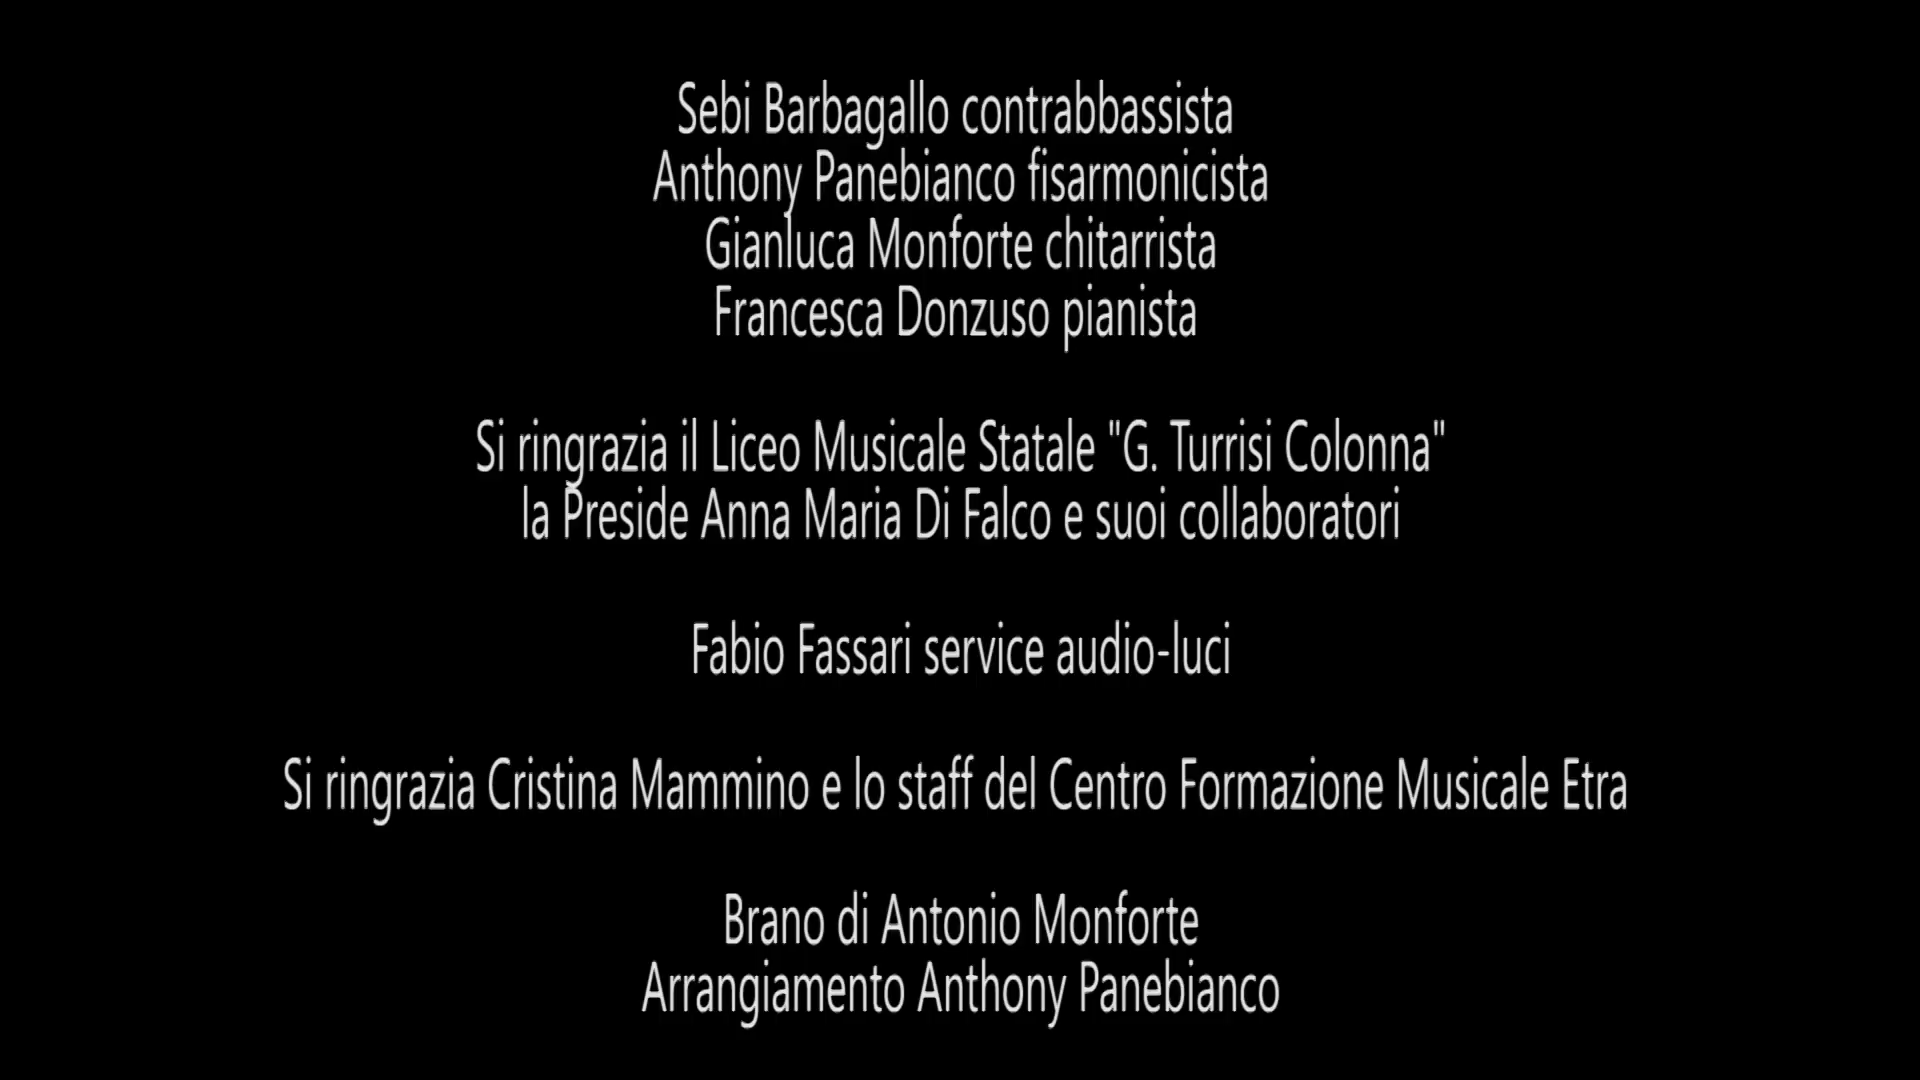 Sebi Barbagallo contrabbassista
Anthony Panebianco fisarmonicista
Gianluca Monforte chitarrista
Francesca Donzuso pianista
Si ringrazia il Liceo Musicale Statale "G. Turrisi Colonna"
la Preside Anna Maria Di Falco e suoi collaboratori
Fabio Fassari service audio-luci
Si ringrazia Cristina Mammino e lo staff del Centro Formazione Musicale Etra
Brano di Antonio Monforte
Arrangiamento Anthony Panebianco